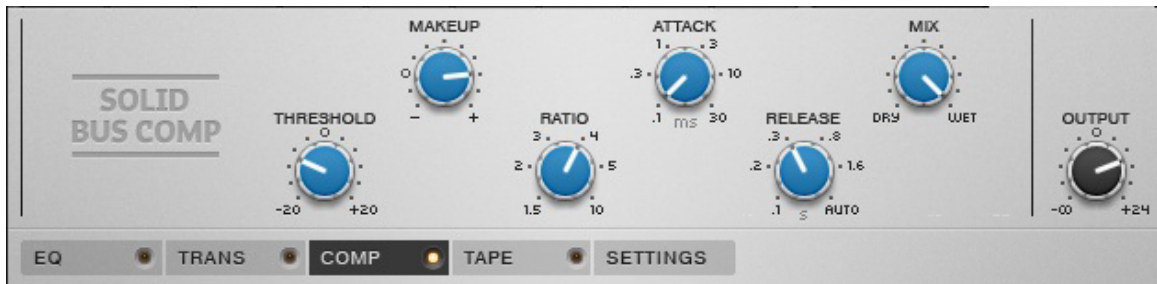 MAKEUP ATTACK MIX
1. .3
0 .3 10
SOLID
BUS COMP
- + .1 ms 30 DRY WET
THRESHOLD RATIO RELEASE OUTPUT
0 3 4 .3 .8 0
2 5 .2 1.6
-20 +20 1.5 10 .1 s AUTO -∞ +24
EQ TRANS COMP TAPE SETTINGS